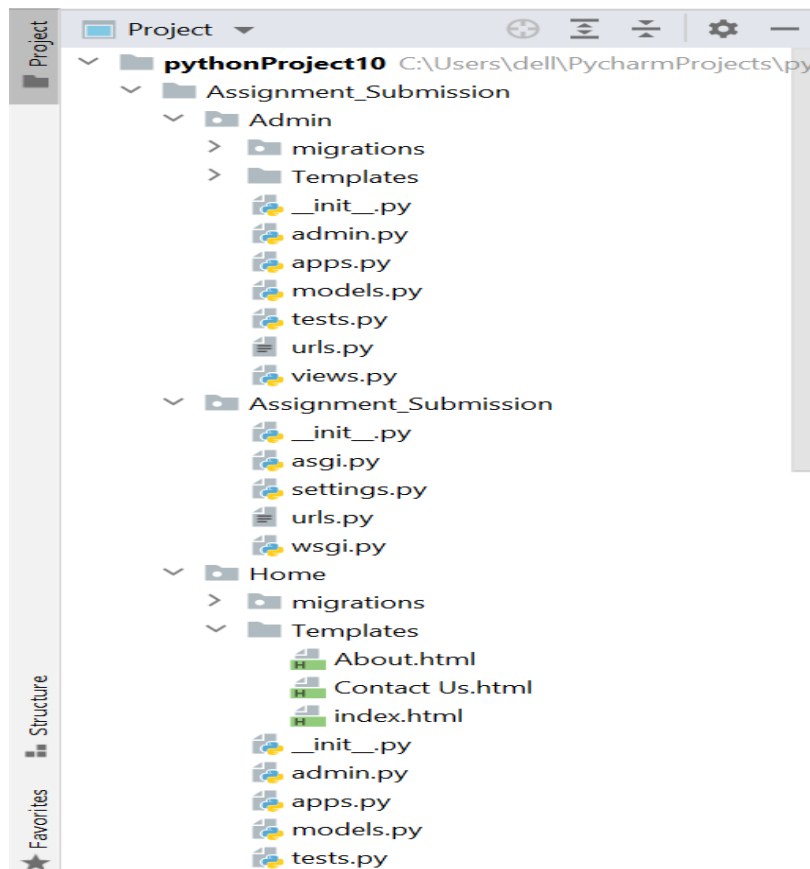 Project
Project
pythonProject10 C:\Users\dell\PycharmProjects\py
Assignment_Submission
Admin
migrations
Templates
__init__.py
admin.py
apps.py
models.py
tests.py
urls.py
views.py
Assignment_Submission
__init__.py
asgi.py
settings.py
urls.py
wsgi.py
Home
migrations
Templates
About.html
Contact Us.html
index.html
__init__.py
admin.py
apps.py
models.py
tests.py
Structure
Favorites